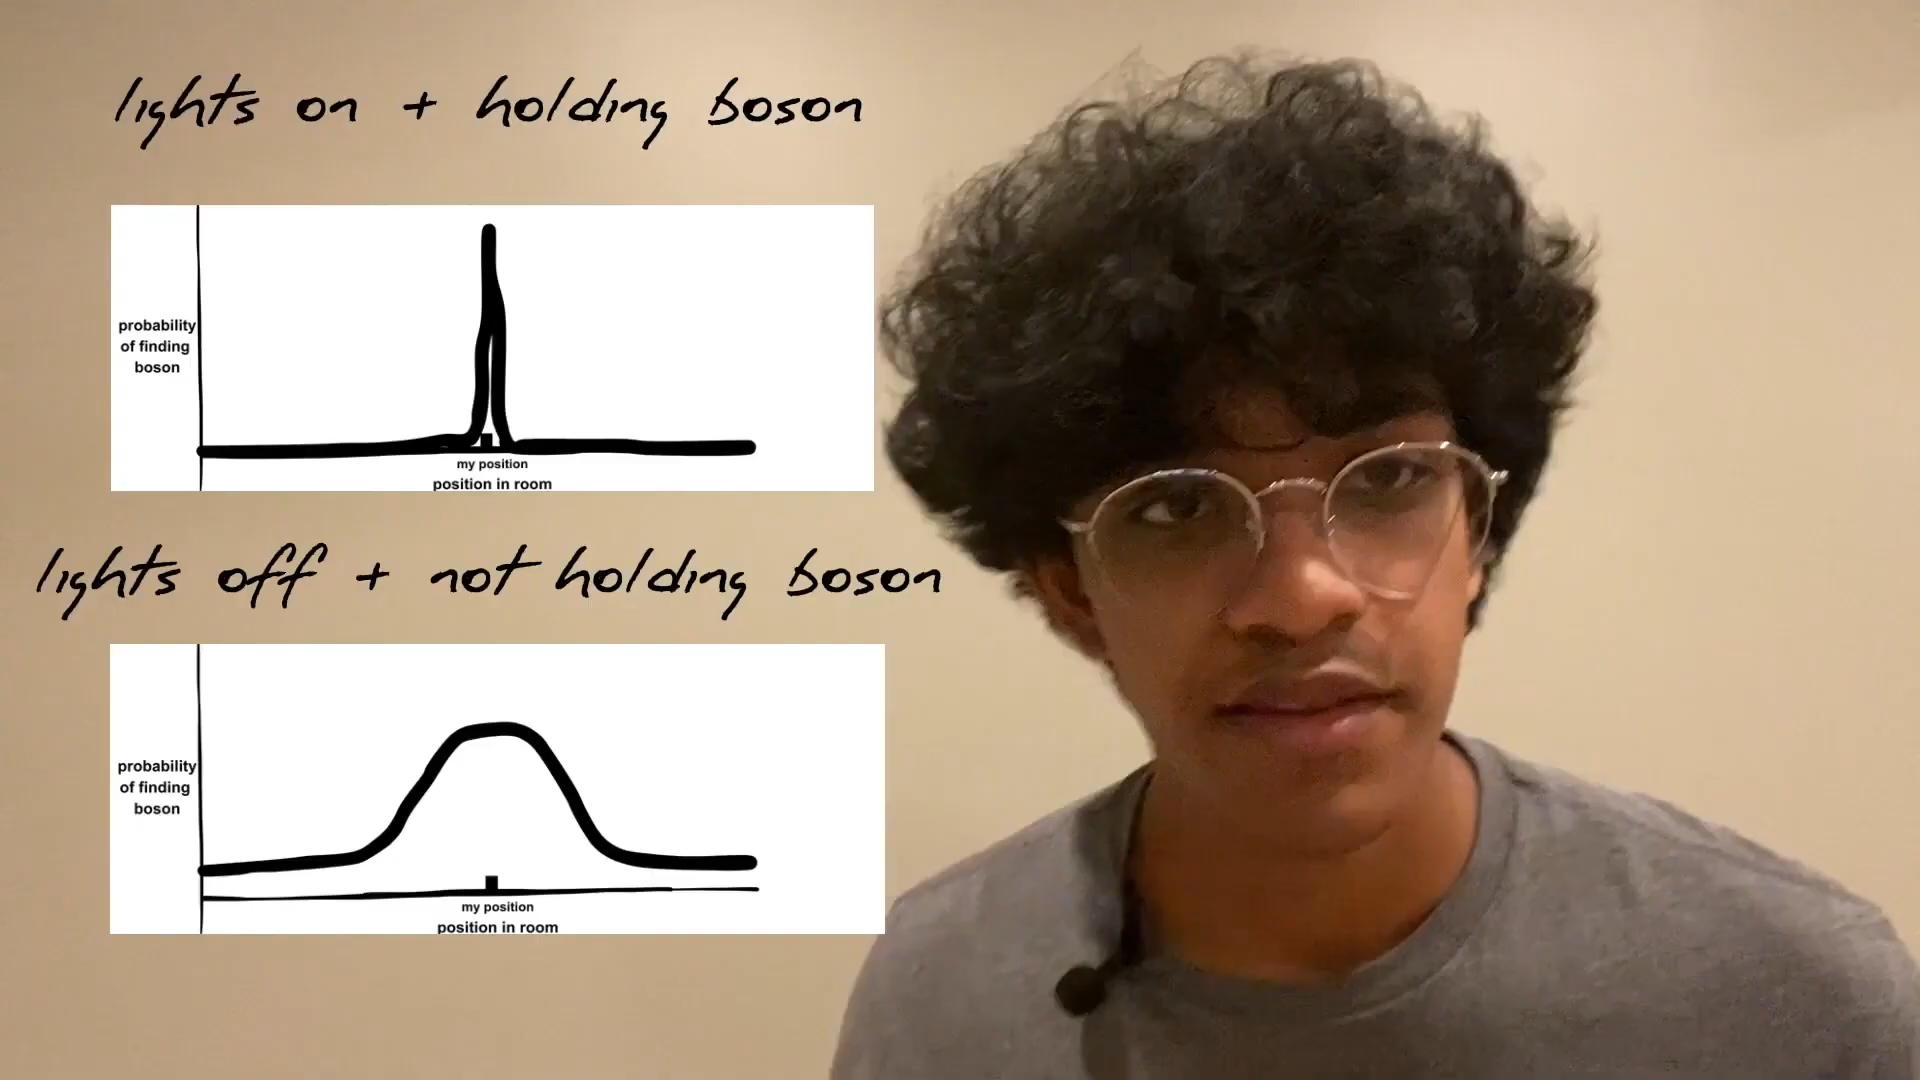 lights on + holding boson
probability
of finding
boson
my position
position in room
lights off + not holding boson
probability
of finding
boson
my position
position in room